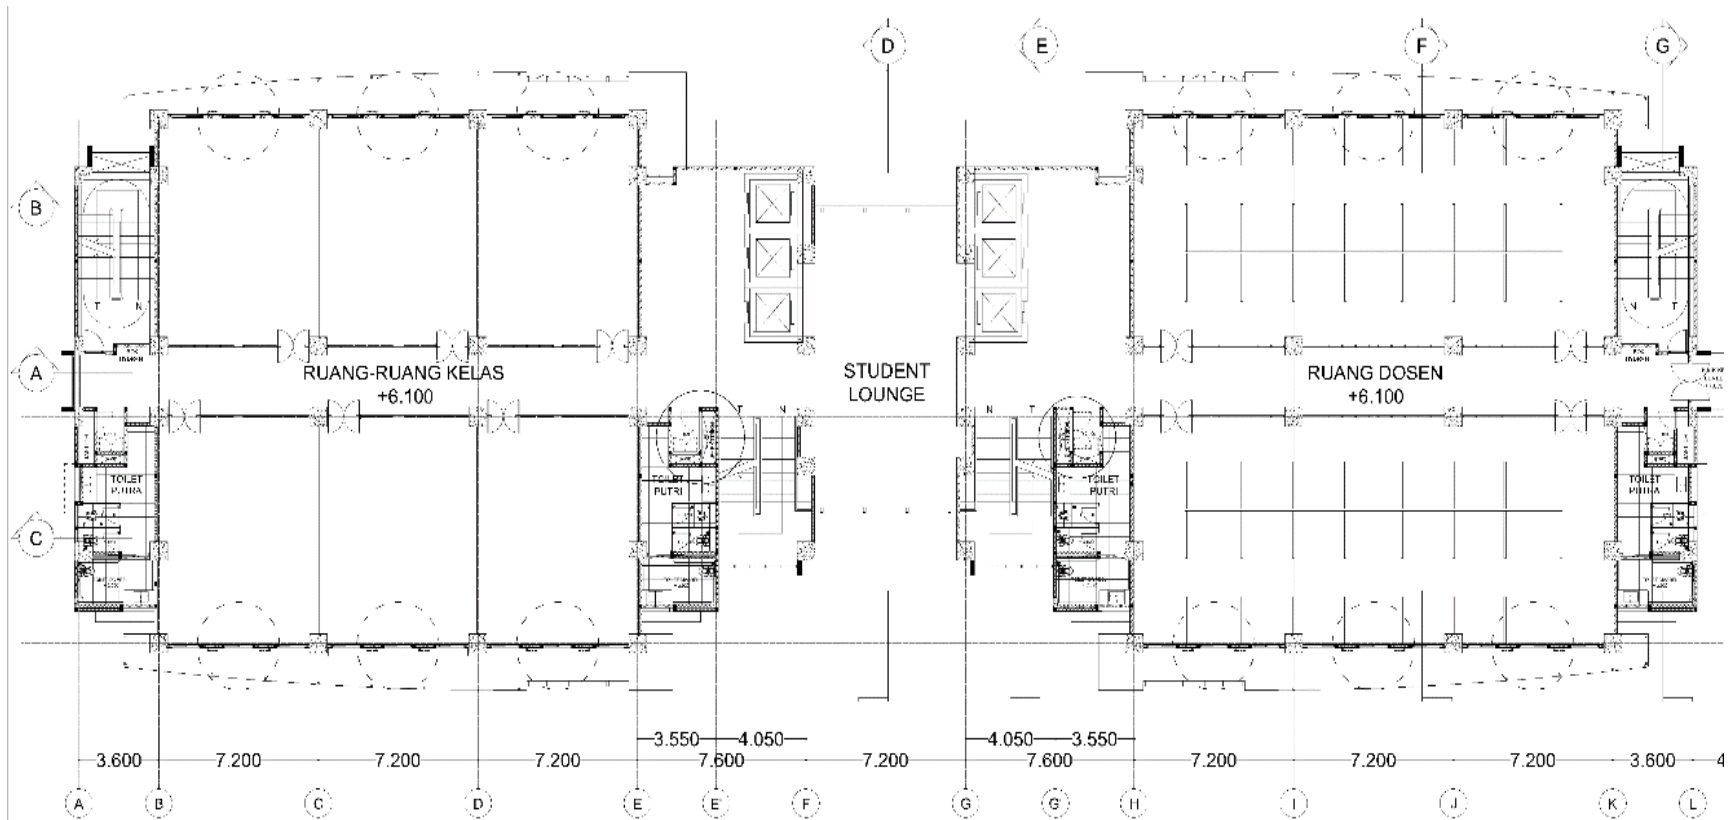 D
E
F
G
B
T N
N T
A
RUANG-RUANG KELAS
+6.100
STUDENT
LOUNGE
RUANG DOSEN
+6.100
T N
N T
TOILET
PUTRA
TOILET
PUTRI
TOILET
PUTRI
TOILET
PUTRA
C
3.550
4.050
4.050
3.550
3.600
7.200
7.200
7.200
7.600
7.200
7.600
7.200
7.200
7.200
3.600
4
A
B
C
D
E
E'
F
G
G'
H
I
J
K
L